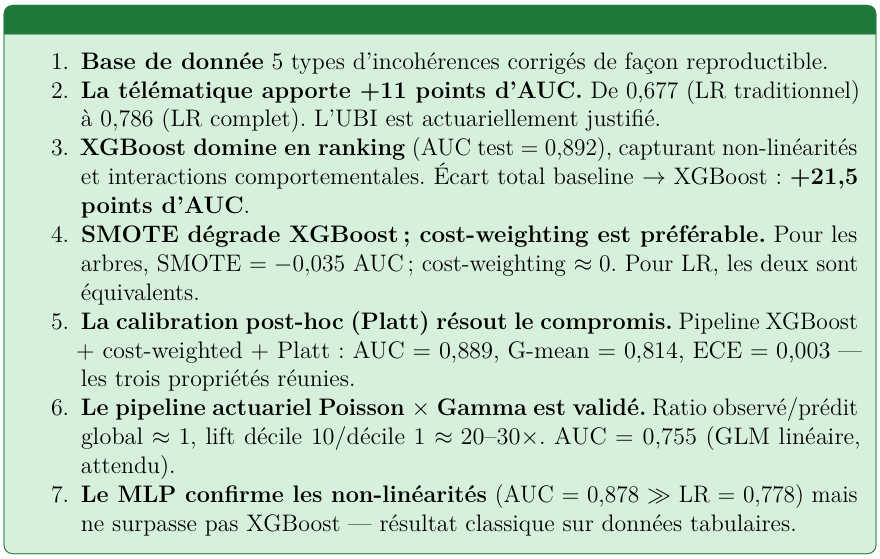 1. Base de donnée 5 types d'incohérences corrigés de façon reproductible.
2. La télématique apporte +11 points d'AUC. De 0,677 (LR traditionnel)
à 0,786 (LR complet). L'UBI est actuariellement justifié.
3. XGBoost domine en ranking (AUC test = 0,892), capturant non-linéarités
et interactions comportementales. Écart total baseline → XGBoost : +21,5
points d'AUC.
4. SMOTE dégrade XGBoost ; cost-weighting est préférable. Pour les
arbres, SMOTE = −0,035 AUC ; cost-weighting ≈ 0. Pour LR, les deux sont
équivalents.
5. La calibration post-hoc (Platt) résout le compromis. Pipeline XGBoost
+ cost-weighted + Platt : AUC = 0,889, G-mean = 0,814, ECE = 0,003 —
les trois propriétés réunies.
6. Le pipeline actuariel Poisson × Gamma est validé. Ratio observé/prédit
global ≈ 1, lift décile 10/décile 1 ≈ 20–30×. AUC = 0,755 (GLM linéaire,
attendu).
7. Le MLP confirme les non-linéarités (AUC = 0,878 ≫ LR = 0,778) mais
ne surpasse pas XGBoost — résultat classique sur données tabulaires.